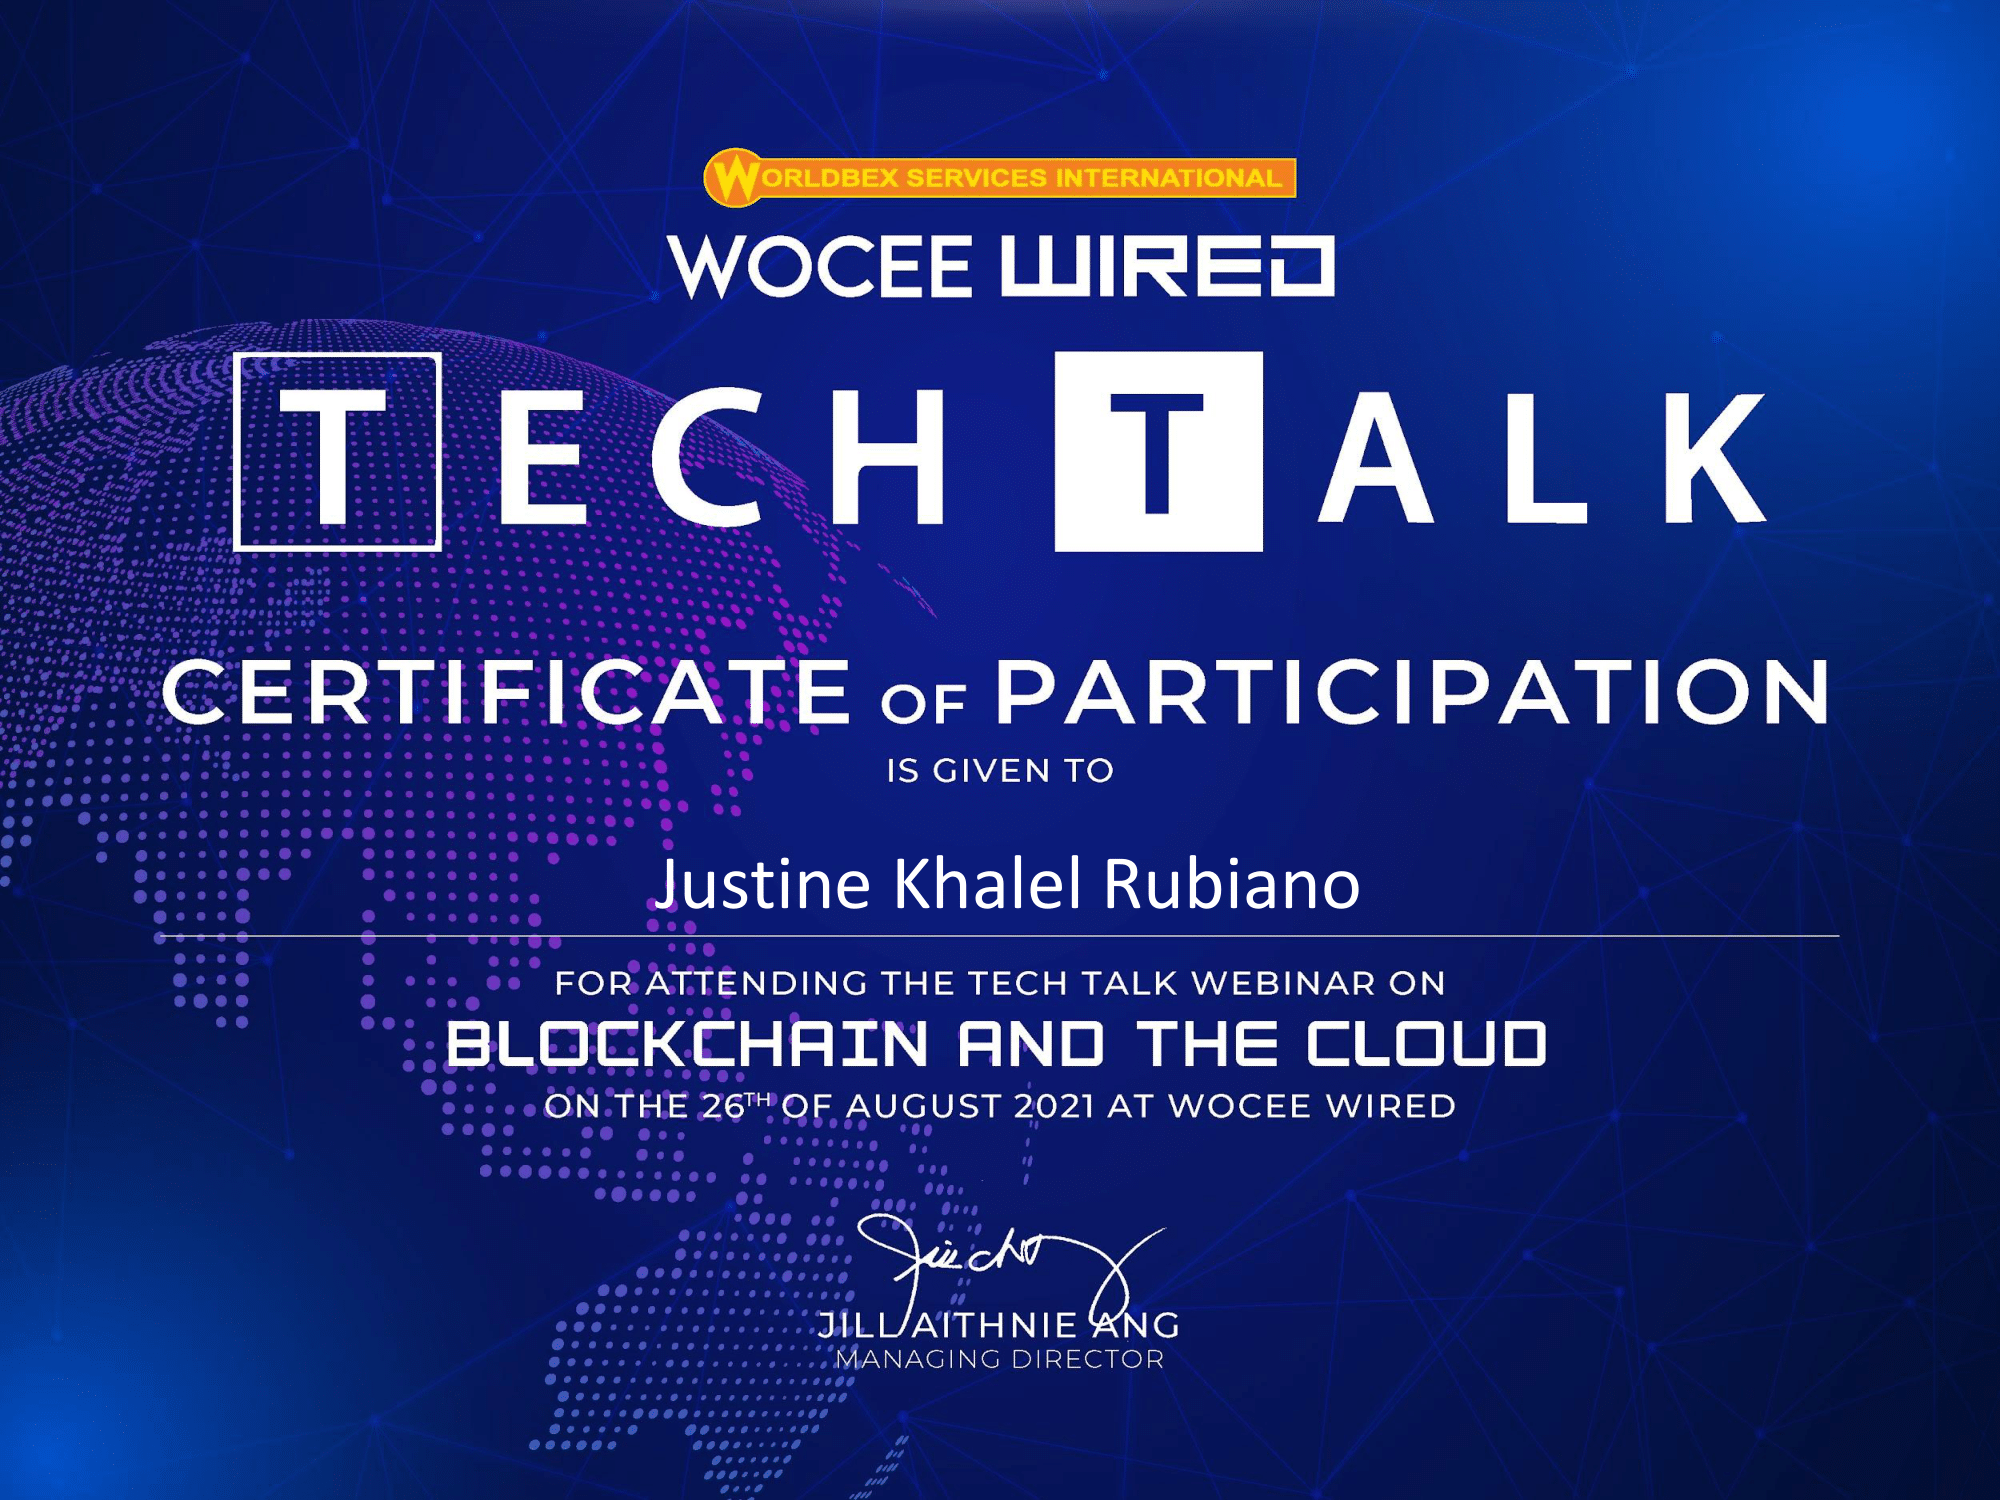 WORLDBEX SERVICES INTERNATIONAL
WOCEE WIRED
TECH TALK
CERTIFICATE OF PARTICIPATION
IS GIVEN TO
Justine Khalel Rubiano
FOR ATTENDING THE TECH TALK WEBINAR ON
BLOCKCHAIN AND THE CLOUD
ON THE 26TH OF AUGUST 2021 AT WOCEE WIRED
JILL AITHNIE ANG
MANAGING DIRECTOR